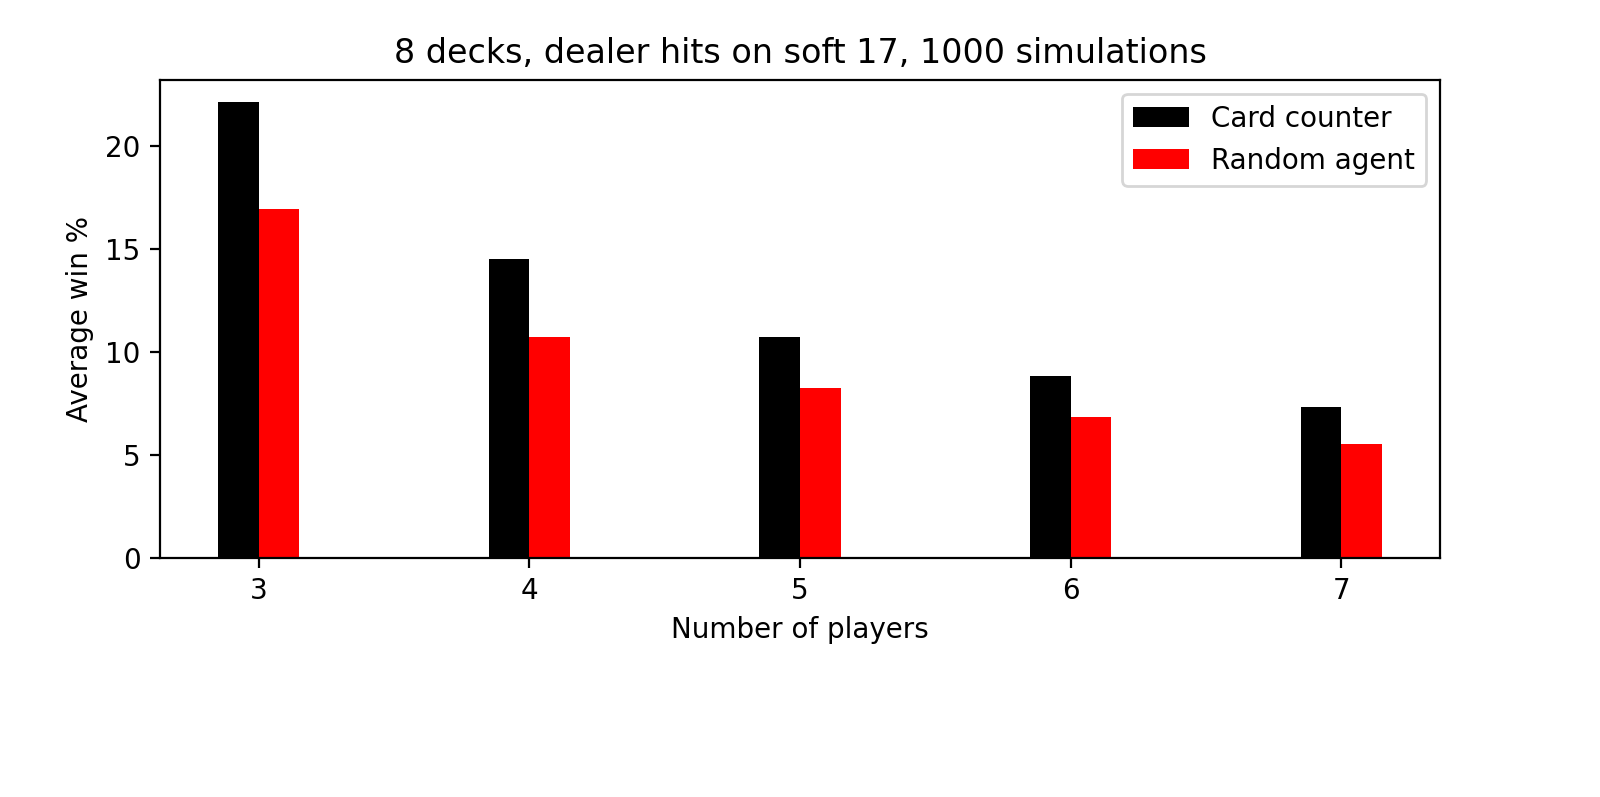 8 decks, dealer hits on soft 17, 1000 simulations
Card counter
Random agent
Average win %
20
15
10
5
0
3 4 5 6 7
Number of players